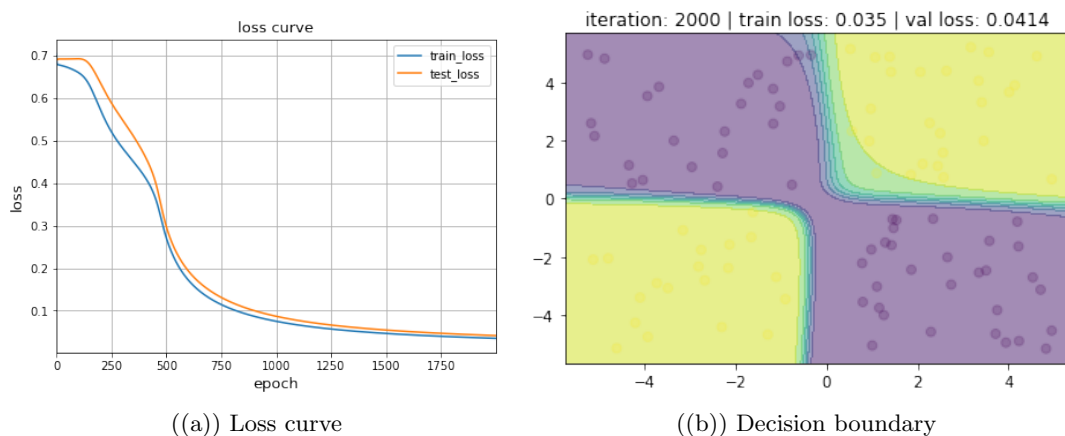 loss curve
0.7
0.6
0.5
0.4
0.3
0.2
0.1
loss
train_loss
test_loss
0 250 500 750 1000 1250 1500 1750
epoch
((a)) Loss curve
iteration: 2000 | train loss: 0.035 | val loss: 0.0414
4
2
0
−2
−4
−4 −2 0 2 4
((b)) Decision boundary